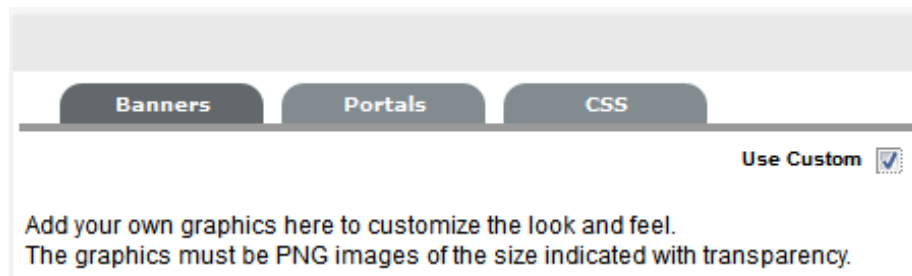 Banners Portals CSS
Use Custom
Add your own graphics here to customize the look and feel.
The graphics must be PNG images of the size indicated with transparency.